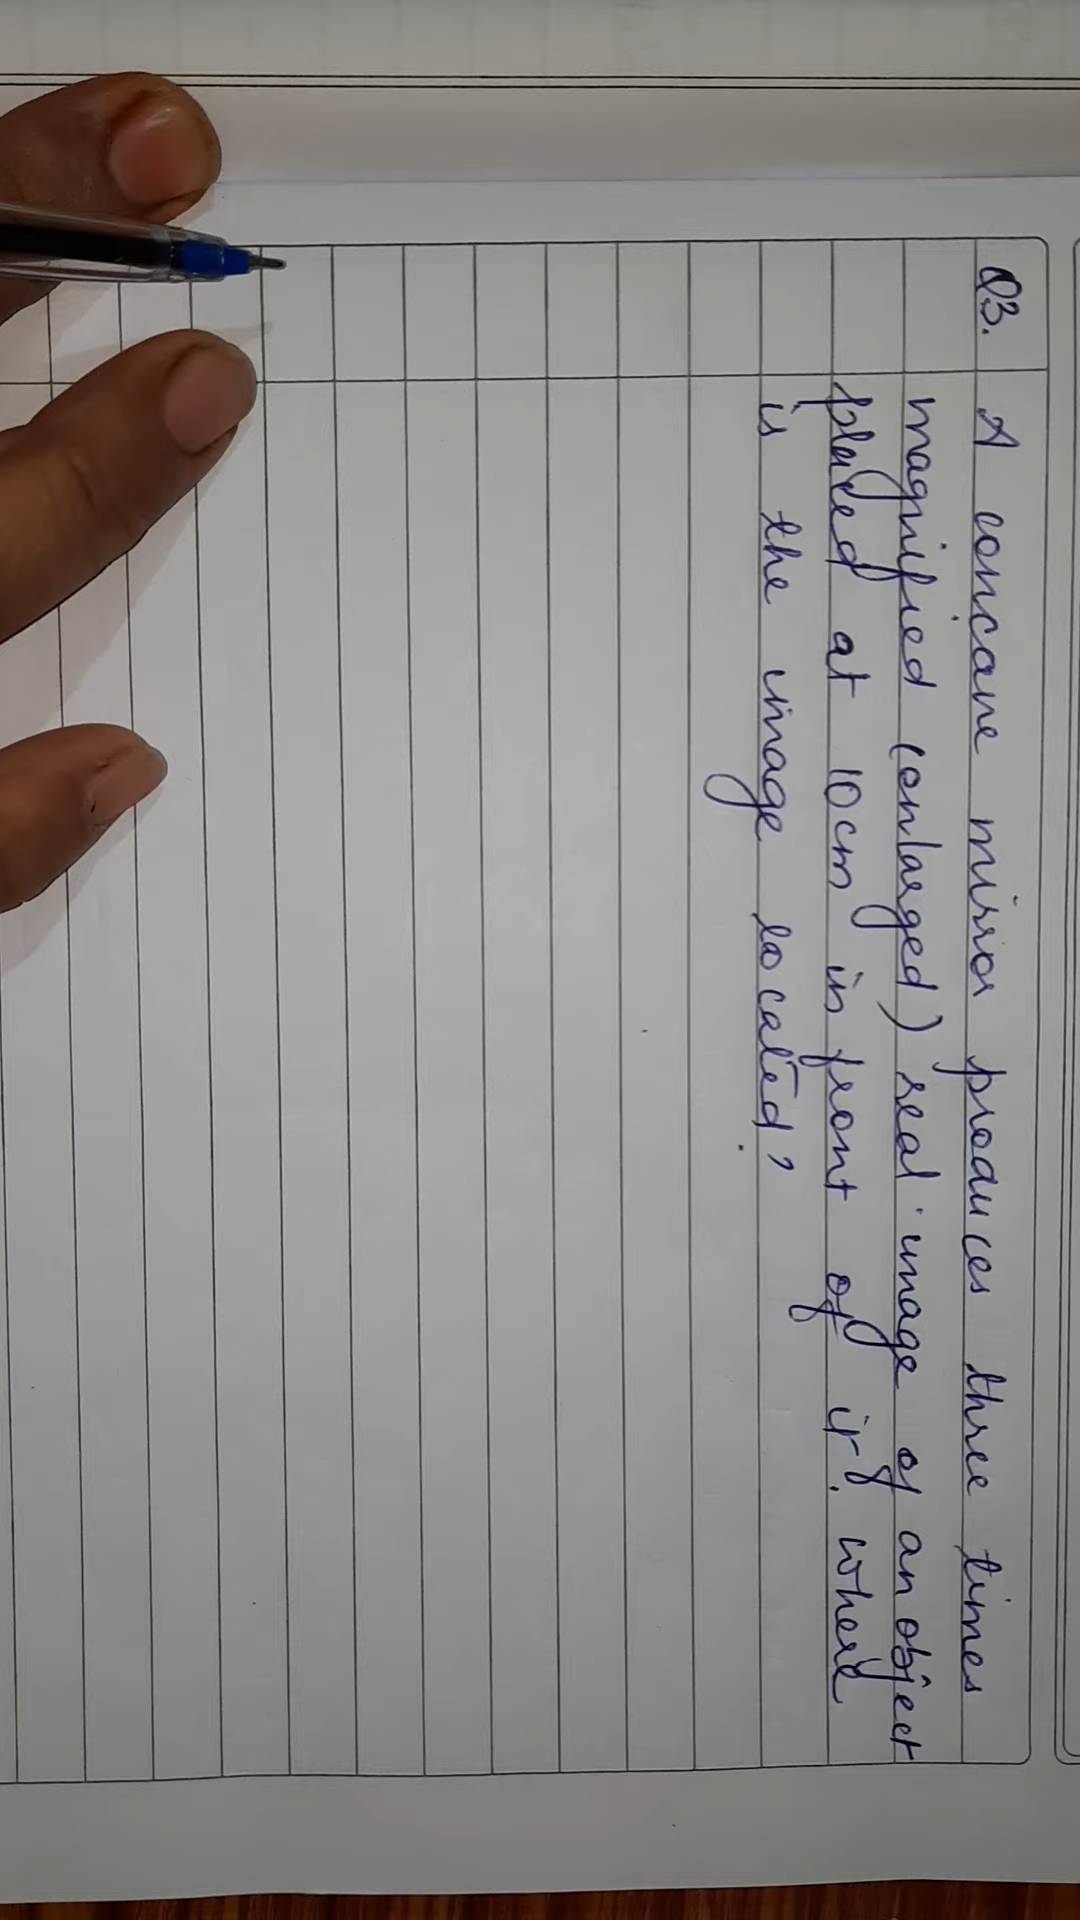 Q3. A concave mirror produces three times
magnified (enlarged) real image of an object
placed at 10cm in front of it. where
is the image located?